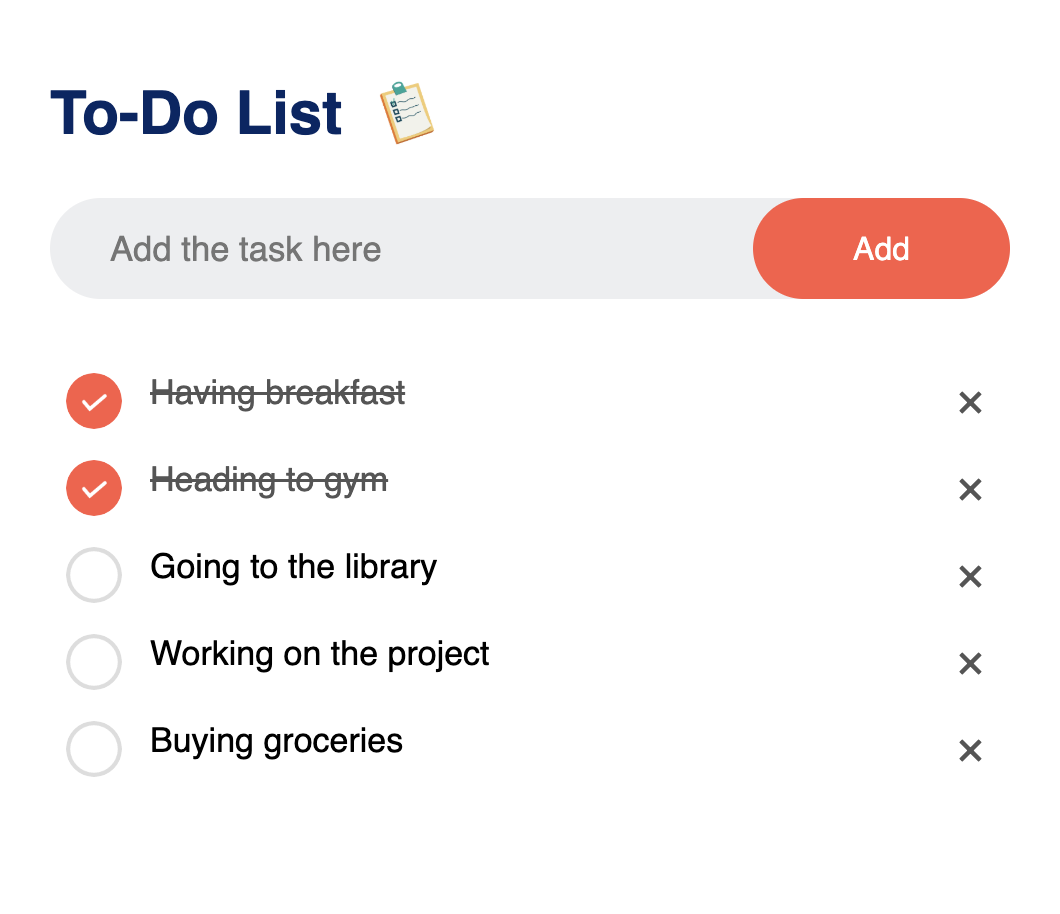 To-Do List
Add the task here
Add
Having breakfast
Heading to gym
Going to the library
Working on the project
Buying groceries